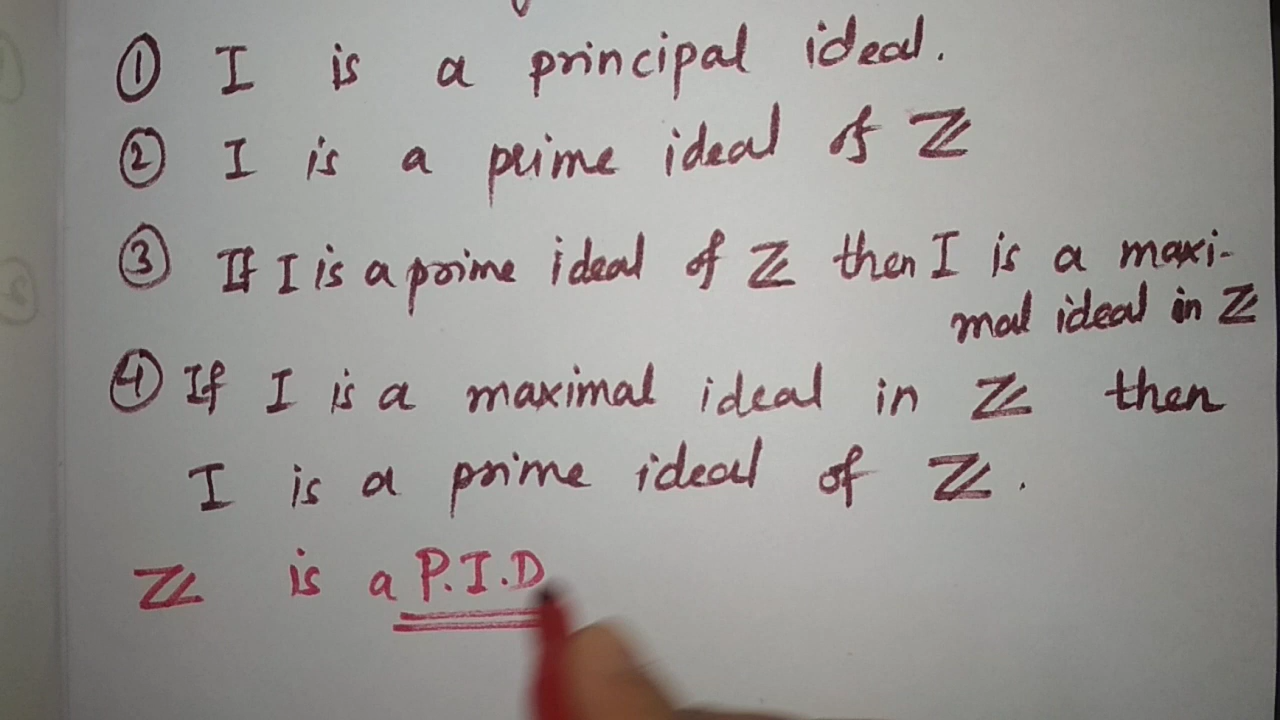 ① I is a principal ideal.
② I is a prime ideal of ℤ
③ If I is a prime ideal of ℤ then I is a maxi-
mal ideal in ℤ
④ If I is a maximal ideal in ℤ then
I is a prime ideal of ℤ.
ℤ is a P.I.D